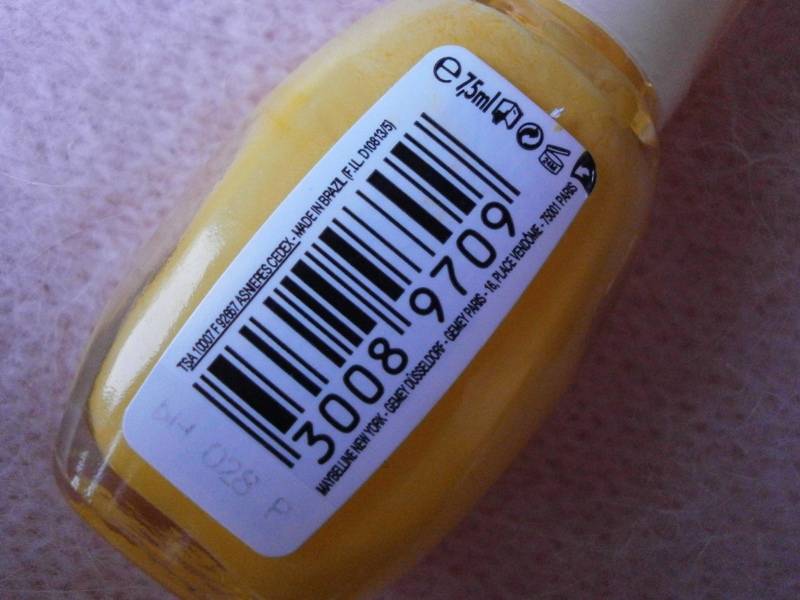 ℮ 7,5ml
TSA 10007 F 92667 ASNIERES CEDEX - MADE IN BRAZIL (F.I.L. D10813/5)
3008 9709
MAYBELLINE NEW YORK - GEMEY DÜSSELDORF - GEMEY PARIS - 16, PLACE VENDÔME - 75001 PARIS
028 P